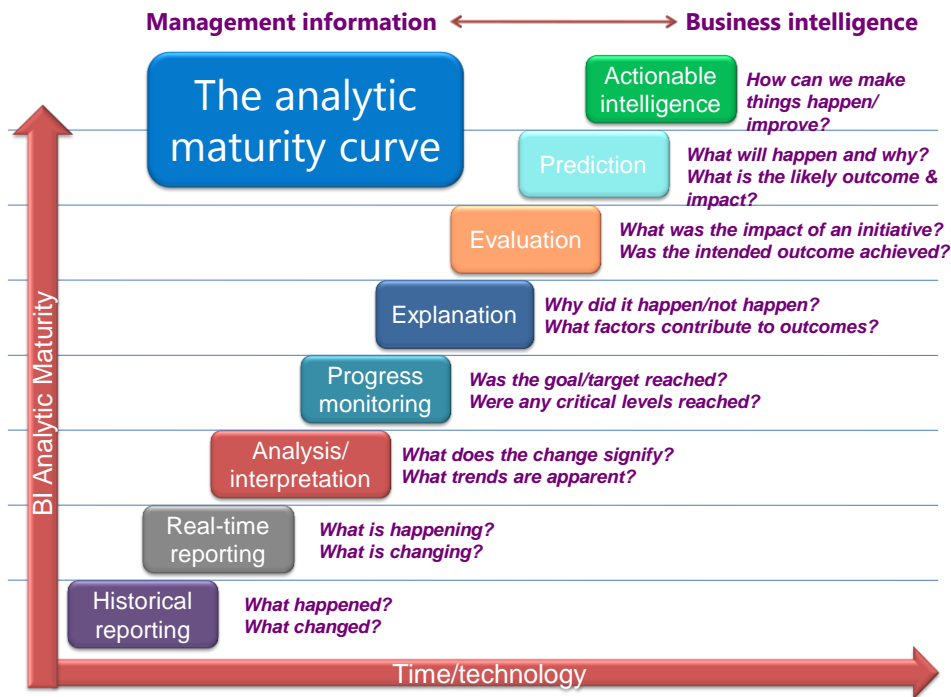 Management information
Business intelligence
The analytic
maturity curve
Actionable
intelligence
How can we make
things happen/
improve?
Prediction
What will happen and why?
What is the likely outcome &
impact?
Evaluation
What was the impact of an initiative?
Was the intended outcome achieved?
Explanation
Why did it happen/not happen?
What factors contribute to outcomes?
Progress
monitoring
Was the goal/target reached?
Were any critical levels reached?
Analysis/
interpretation
What does the change signify?
What trends are apparent?
Real-time
reporting
What is happening?
What is changing?
Historical
reporting
What happened?
What changed?
BI Analytic Maturity
Time/technology